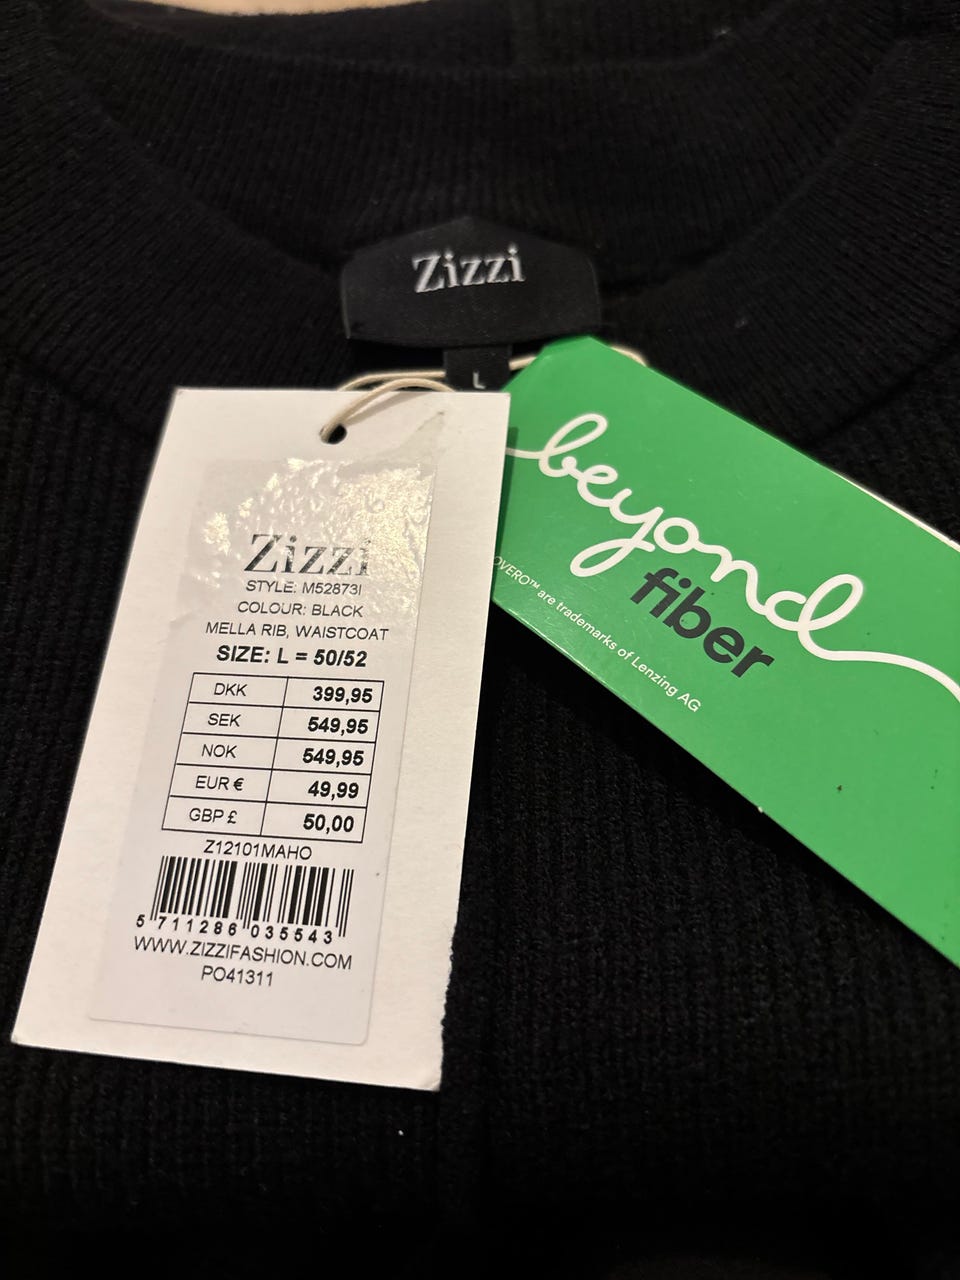 Zizzi
L
Zizzi
STYLE: M52873I
COLOUR: BLACK
MELLA RIB, WAISTCOAT
SIZE: L = 50/52
DKK 399,95
SEK 549,95
NOK 549,95
EUR € 49,99
GBP £ 50,00
Z12101MAHO
5 711286 035543
WWW.ZIZZIFASHION.COM
PO41311
beyond
fiber
OVERO™ are trademarks of Lenzing AG